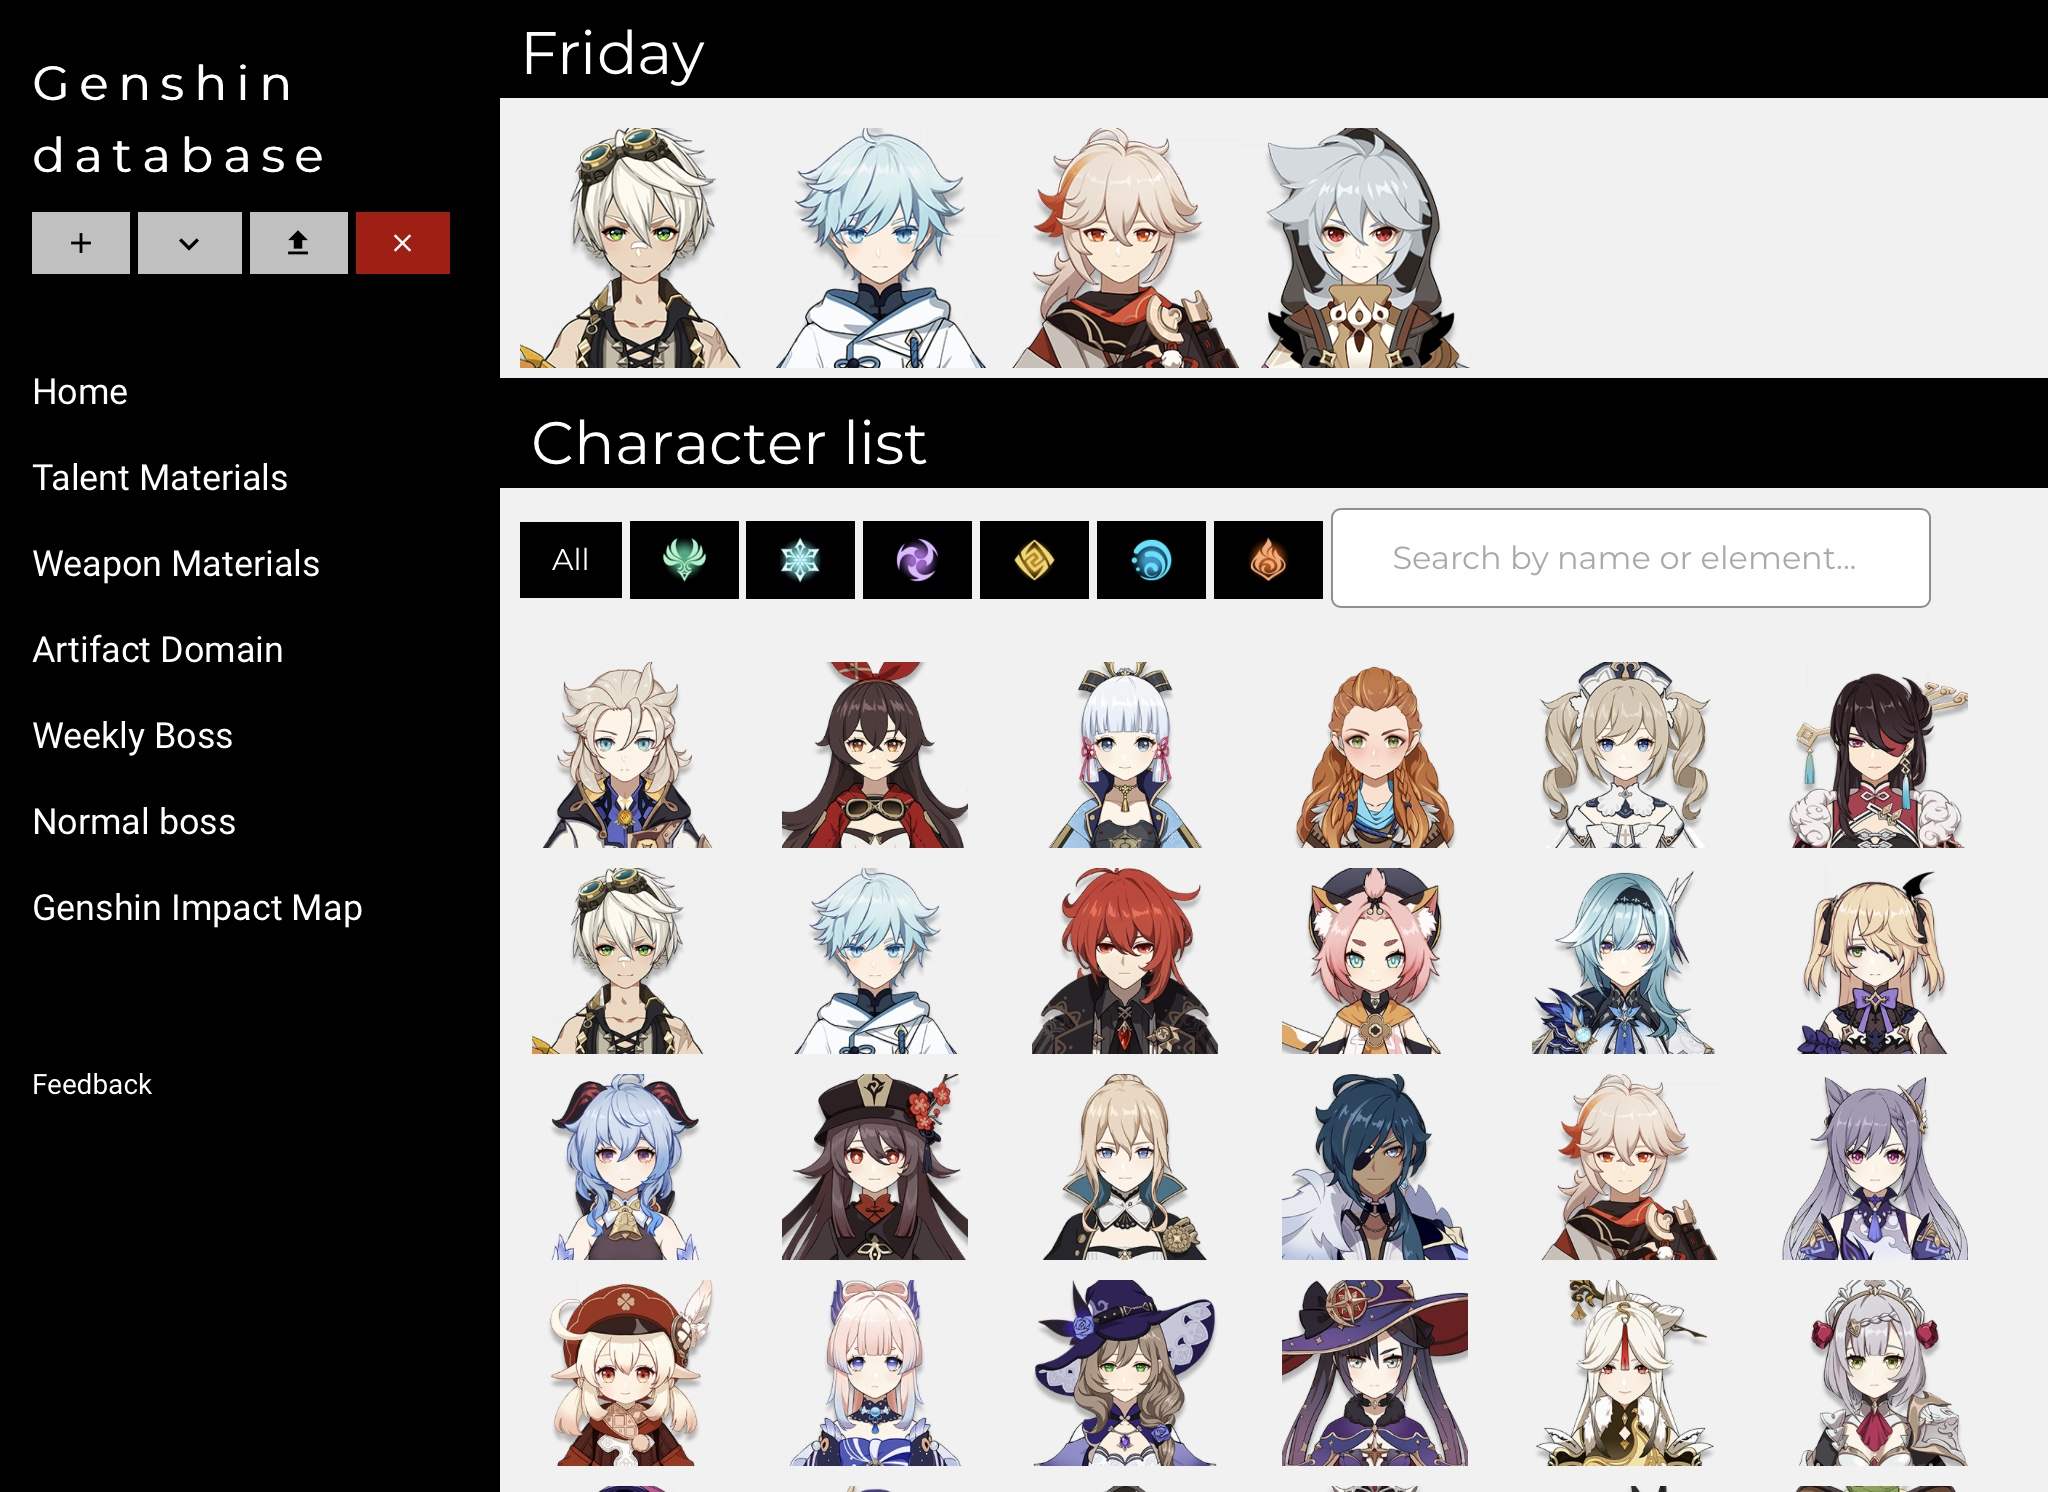 Genshin
database
Home
Talent Materials
Weapon Materials
Artifact Domain
Weekly Boss
Normal boss
Genshin Impact Map
Feedback
Friday
Character list
All
Search by name or element...